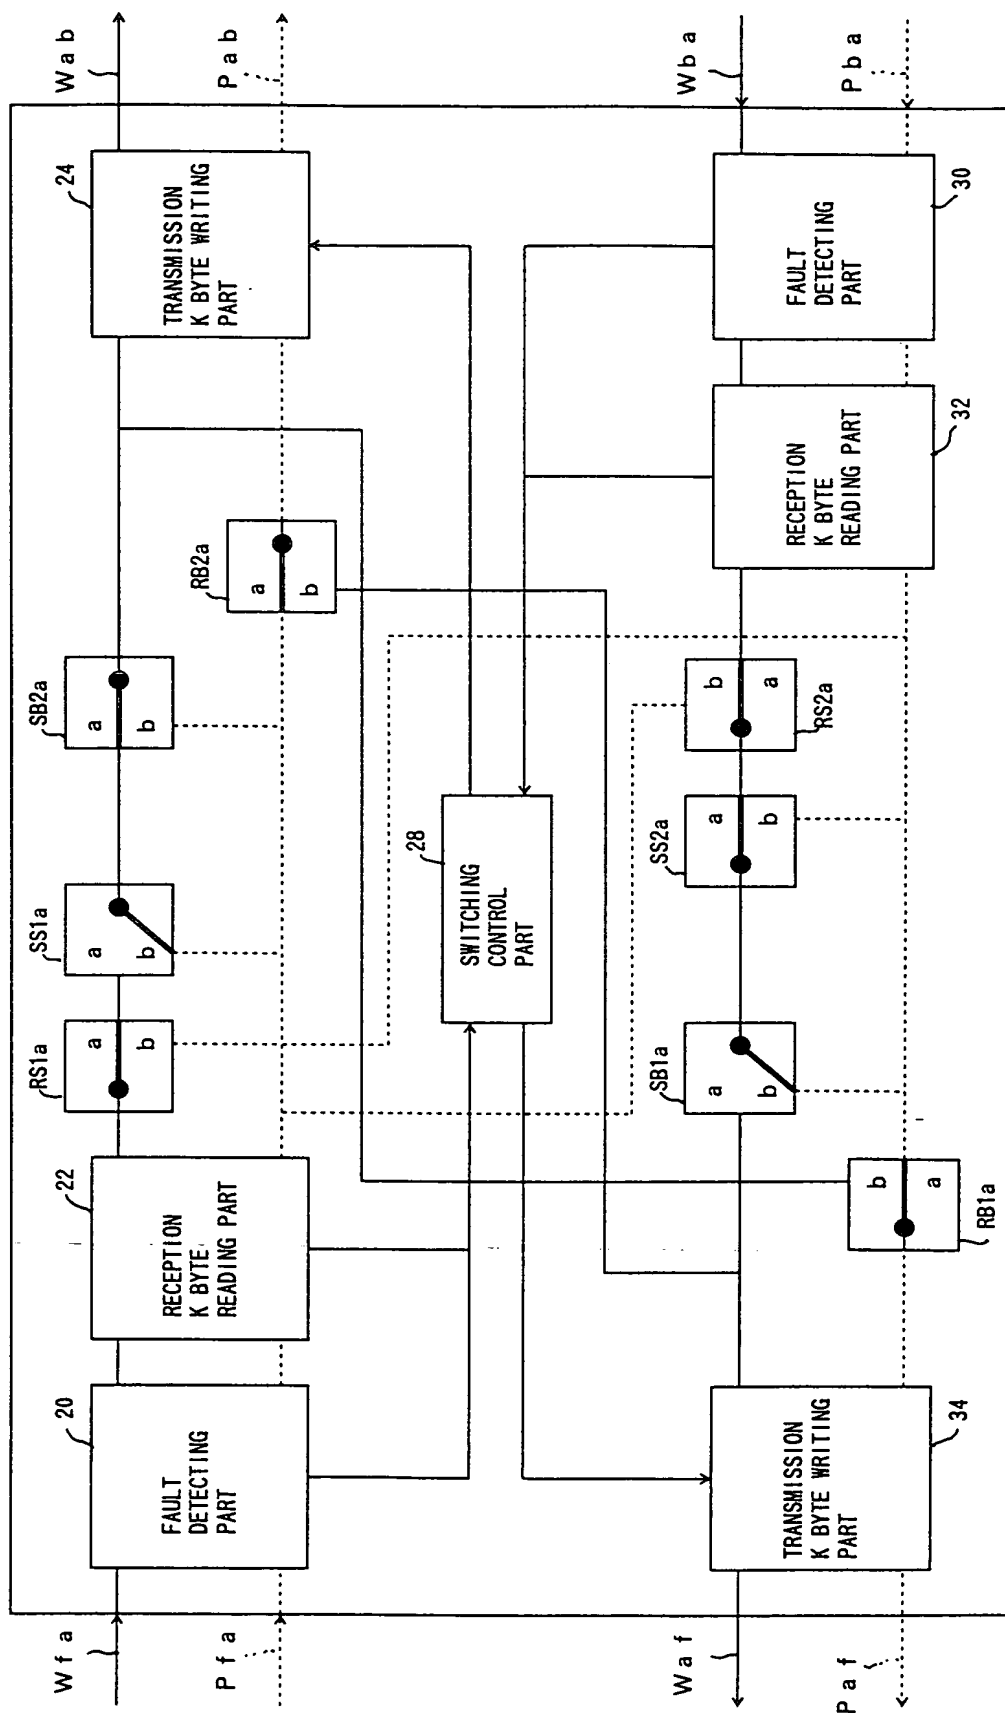 Wfa
Pfa
20
FAULT
DETECTING
PART
22
RECEPTION
K BYTE
READING PART
RS1a
a
b
SS1a
a
b
SB2a
a
b
RB2a
a
b
24
TRANSMISSION
K BYTE WRITING
PART
Wab
Pab
28
SWITCHING
CONTROL
PART
Waf
Paf
34
TRANSMISSION
K BYTE WRITING
PART
RB1a
b
a
SB1a
a
b
SS2a
a
b
RS2a
b
a
32
RECEPTION
K BYTE
READING PART
30
FAULT
DETECTING
PART
Wba
Pba